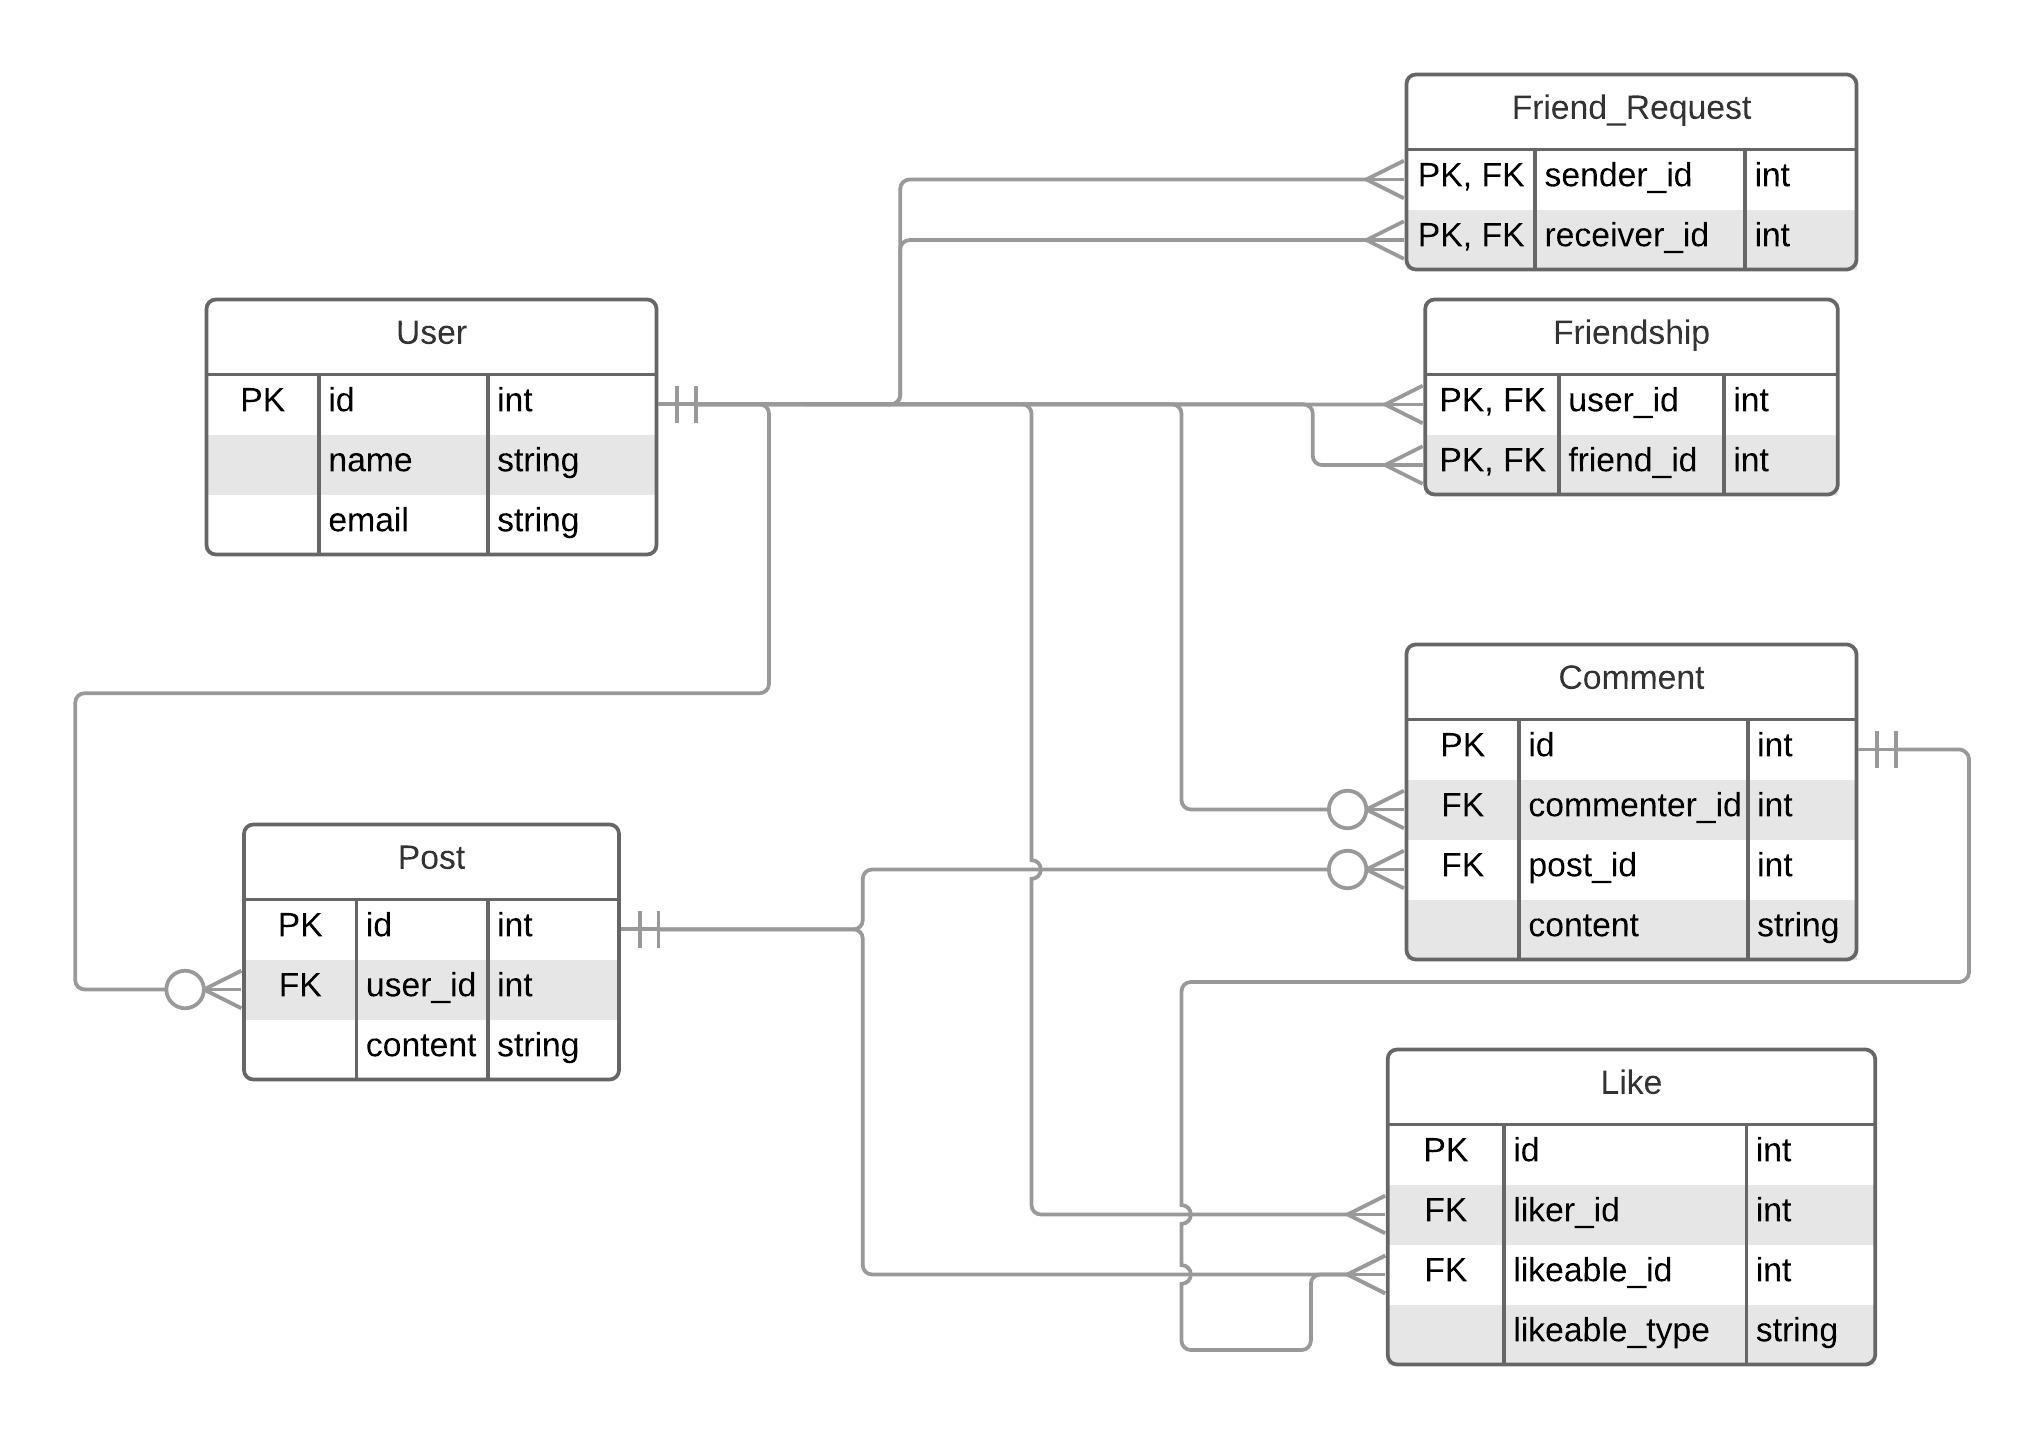 Friend_Request
PK, FK sender_id int
PK, FK receiver_id int
User
PK id int
name string
email string
Friendship
PK, FK user_id int
PK, FK friend_id int
Comment
PK id int
FK commenter_id int
FK post_id int
content string
Post
PK id int
FK user_id int
content string
Like
PK id int
FK liker_id int
FK likeable_id int
likeable_type string